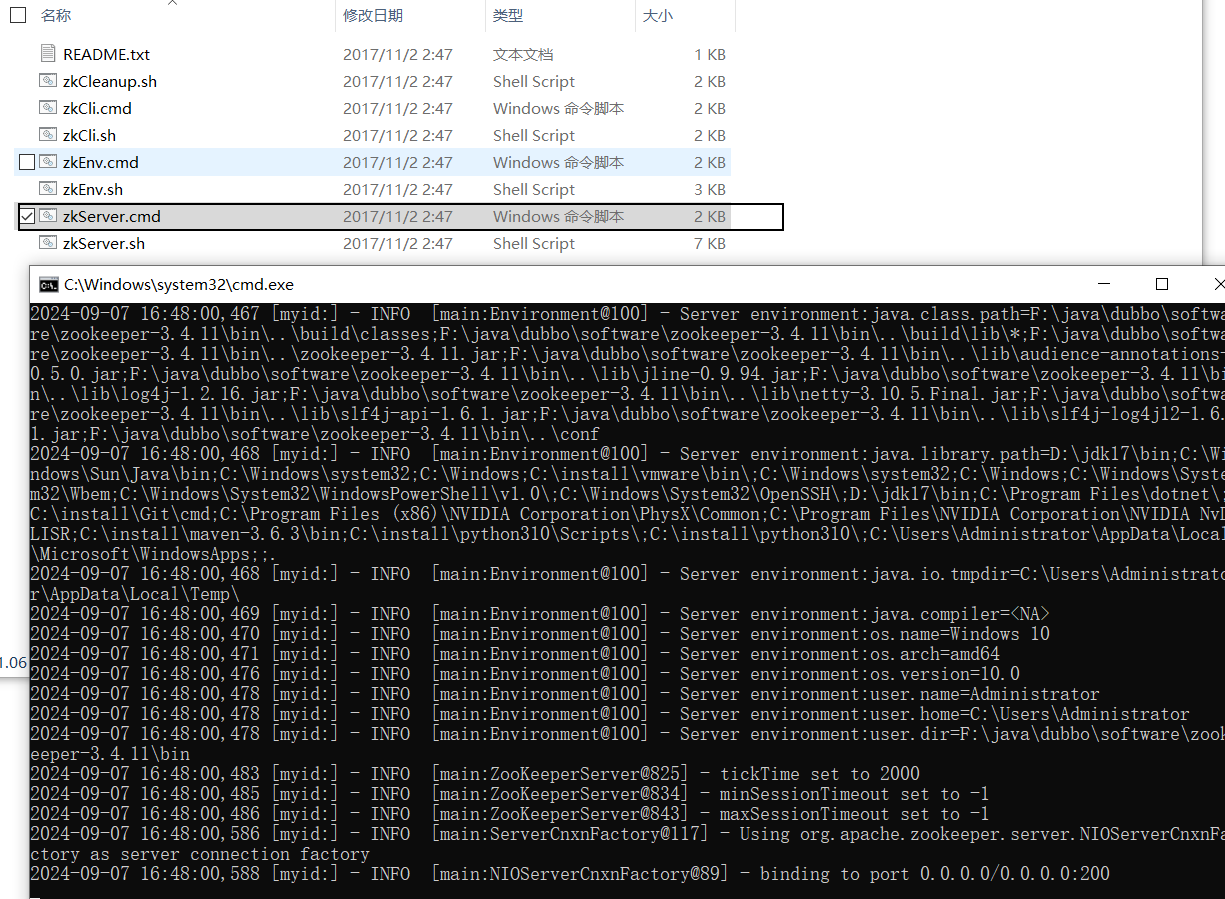 名称 修改日期 类型 大小
README.txt 2017/11/2 2:47 文本文档 1 KB
zkCleanup.sh 2017/11/2 2:47 Shell Script 2 KB
zkCli.cmd 2017/11/2 2:47 Windows 命令脚本 2 KB
zkCli.sh 2017/11/2 2:47 Shell Script 2 KB
zkEnv.cmd 2017/11/2 2:47 Windows 命令脚本 2 KB
zkEnv.sh 2017/11/2 2:47 Shell Script 3 KB
zkServer.cmd 2017/11/2 2:47 Windows 命令脚本 2 KB
zkServer.sh 2017/11/2 2:47 Shell Script 7 KB
C:\Windows\system32\cmd.exe
2024-09-07 16:48:00,467 [myid:] - INFO  [main:Environment@100] - Server environment:java.class.path=F:\java\dubbo\softwa
re\zookeeper-3.4.11\bin\..\build\classes;F:\java\dubbo\software\zookeeper-3.4.11\bin\..\build\lib\*;F:\java\dubbo\softwa
re\zookeeper-3.4.11\bin\..\zookeeper-3.4.11.jar;F:\java\dubbo\software\zookeeper-3.4.11\bin\..\lib\audience-annotations-
0.5.0.jar;F:\java\dubbo\software\zookeeper-3.4.11\bin\..\lib\jline-0.9.94.jar;F:\java\dubbo\software\zookeeper-3.4.11\bi
n\..\lib\log4j-1.2.16.jar;F:\java\dubbo\software\zookeeper-3.4.11\bin\..\lib\netty-3.10.5.Final.jar;F:\java\dubbo\softwa
re\zookeeper-3.4.11\bin\..\lib\slf4j-api-1.6.1.jar;F:\java\dubbo\software\zookeeper-3.4.11\bin\..\lib\slf4j-log4j12-1.6.
1.jar;F:\java\dubbo\software\zookeeper-3.4.11\bin\..\conf
2024-09-07 16:48:00,468 [myid:] - INFO  [main:Environment@100] - Server environment:java.library.path=D:\jdk17\bin;C:\Wi
ndows\Sun\Java\bin;C:\Windows\system32;C:\Windows;C:\install\vmware\bin\;C:\Windows\system32;C:\Windows;C:\Windows\Syste
m32\Wbem;C:\Windows\System32\WindowsPowerShell\v1.0\;C:\Windows\System32\OpenSSH\;D:\jdk17\bin;C:\Program Files\dotnet\;
C:\install\Git\cmd;C:\Program Files (x86)\NVIDIA Corporation\PhysX\Common;C:\Program Files\NVIDIA Corporation\NVIDIA NvD
LISR;C:\install\maven-3.6.3\bin;C:\install\python310\Scripts\;C:\install\python310\;C:\Users\Administrator\AppData\Local
\Microsoft\WindowsApps;;.
2024-09-07 16:48:00,468 [myid:] - INFO  [main:Environment@100] - Server environment:java.io.tmpdir=C:\Users\Administrato
r\AppData\Local\Temp\
2024-09-07 16:48:00,469 [myid:] - INFO  [main:Environment@100] - Server environment:java.compiler=<NA>
2024-09-07 16:48:00,470 [myid:] - INFO  [main:Environment@100] - Server environment:os.name=Windows 10
2024-09-07 16:48:00,471 [myid:] - INFO  [main:Environment@100] - Server environment:os.arch=amd64
1.06
2024-09-07 16:48:00,476 [myid:] - INFO  [main:Environment@100] - Server environment:os.version=10.0
2024-09-07 16:48:00,478 [myid:] - INFO  [main:Environment@100] - Server environment:user.name=Administrator
2024-09-07 16:48:00,478 [myid:] - INFO  [main:Environment@100] - Server environment:user.home=C:\Users\Administrator
2024-09-07 16:48:00,478 [myid:] - INFO  [main:Environment@100] - Server environment:user.dir=F:\java\dubbo\software\zook
eeper-3.4.11\bin
2024-09-07 16:48:00,483 [myid:] - INFO  [main:ZooKeeperServer@825] - tickTime set to 2000
2024-09-07 16:48:00,485 [myid:] - INFO  [main:ZooKeeperServer@834] - minSessionTimeout set to -1
2024-09-07 16:48:00,486 [myid:] - INFO  [main:ZooKeeperServer@843] - maxSessionTimeout set to -1
2024-09-07 16:48:00,586 [myid:] - INFO  [main:ServerCnxnFactory@117] - Using org.apache.zookeeper.server.NIOServerCnxnFa
ctory as server connection factory
2024-09-07 16:48:00,588 [myid:] - INFO  [main:NIOServerCnxnFactory@89] - binding to port 0.0.0.0/0.0.0.0:200